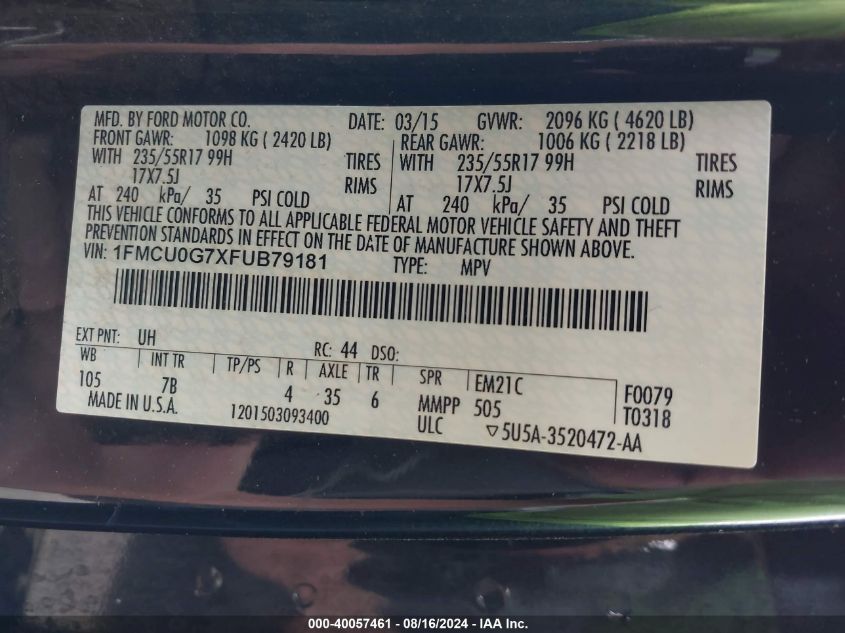 MFD. BY FORD MOTOR CO. DATE: 03/15 GVWR: 2096 KG ( 4620 LB)
FRONT GAWR: 1098 KG ( 2420 LB) REAR GAWR: 1006 KG ( 2218 LB)
WITH 235/55R17 99H TIRES WITH 235/55R17 99H TIRES
17X7.5J RIMS 17X7.5J RIMS
AT 240 kPa/ 35 PSI COLD AT 240 kPa/ 35 PSI COLD
THIS VEHICLE CONFORMS TO ALL APPLICABLE FEDERAL MOTOR VEHICLE SAFETY AND THEFT
PREVENTION STANDARDS IN EFFECT ON THE DATE OF MANUFACTURE SHOWN ABOVE.
VIN: 1FMCU0G7XFUB79181 TYPE: MPV
EXT PNT: UH RC: 44 DSO:
WB INT TR TP/PS R AXLE TR SPR EM21C F0079
105 7B 4 35 6 MMPP 505 T0318
MADE IN U.S.A. 1201503093400 ULC ▽5U5A-3520472-AA
000-40057461 - 08/16/2024 - IAA Inc.